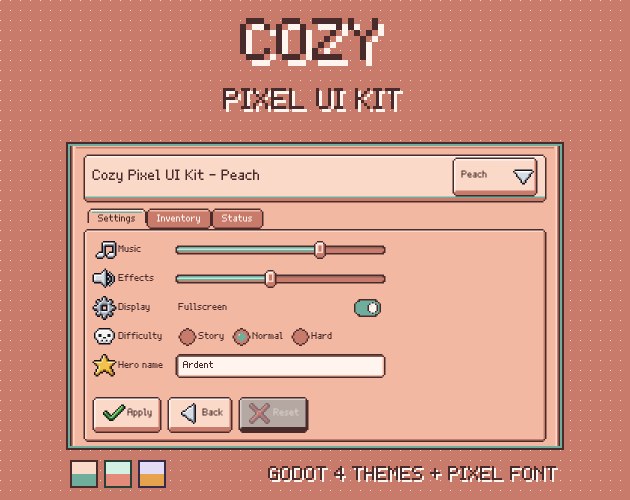 COZY
PIXEL UI KIT
Cozy Pixel UI Kit - Peach
Peach
Settings Inventory Status
Music
Effects
Display Fullscreen
Difficulty Story Normal Hard
Hero name Ardent
Apply Back Reset
GODOT 4 THEMES + PIXEL FONT